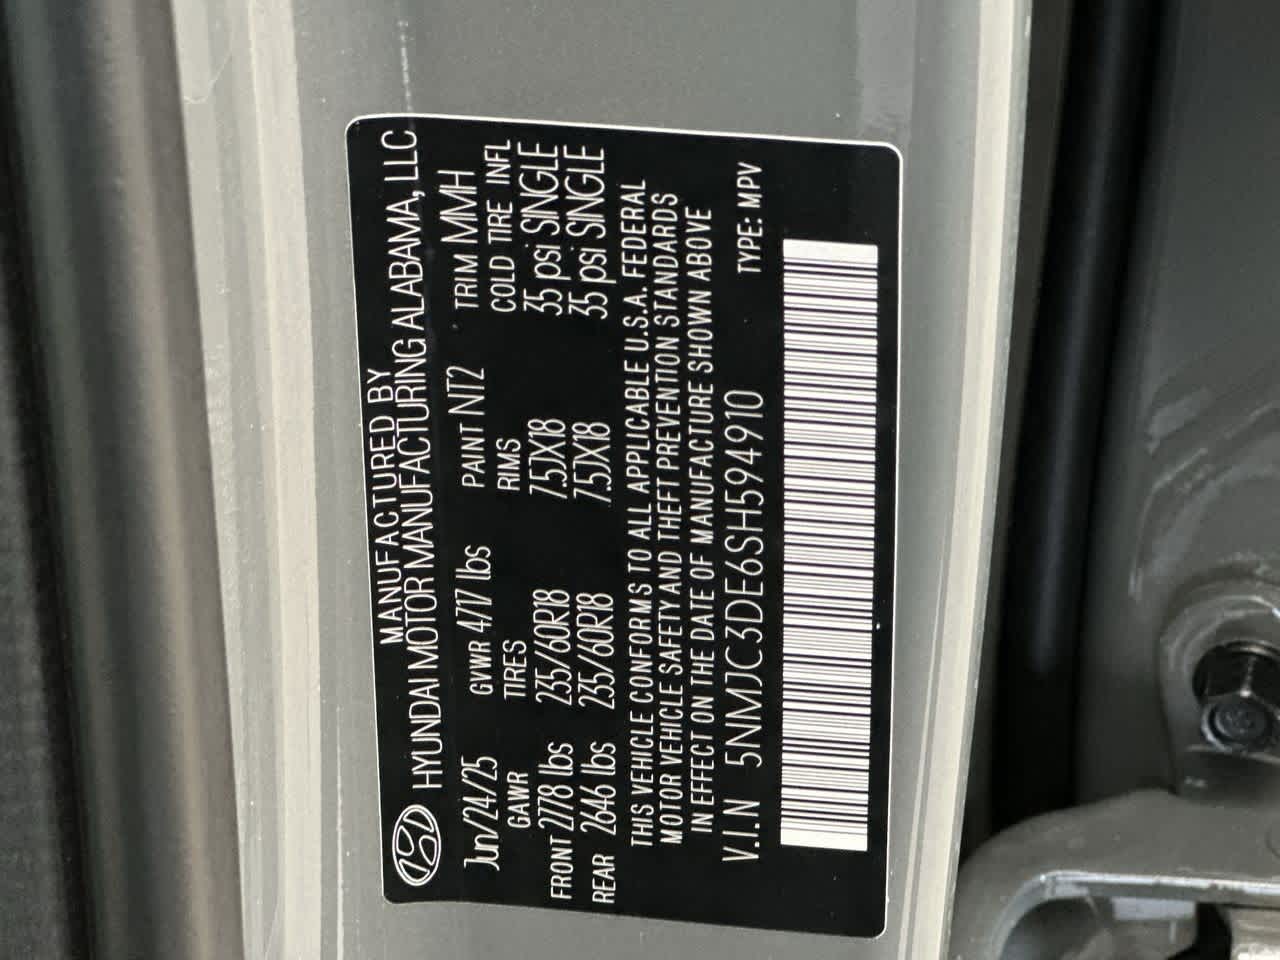 MANUFACTURED BY
HYUNDAI MOTOR MANUFACTURING ALABAMA, LLC
Jun/24/25 GVWR 4717 lbs PAINT NT2 TRIM MMH
GAWR TIRES RIMS COLD TIRE INFL
FRONT 2778 lbs 235/60R18 7.5JX18 35 psi SINGLE
REAR 2646 lbs 235/60R18 7.5JX18 35 psi SINGLE
THIS VEHICLE CONFORMS TO ALL APPLICABLE U.S.A. FEDERAL
MOTOR VEHICLE SAFETY AND THEFT PREVENTION STANDARDS
IN EFFECT ON THE DATE OF MANUFACTURE SHOWN ABOVE
V.I.N 5NMJC3DE6SH594910 TYPE: MPV